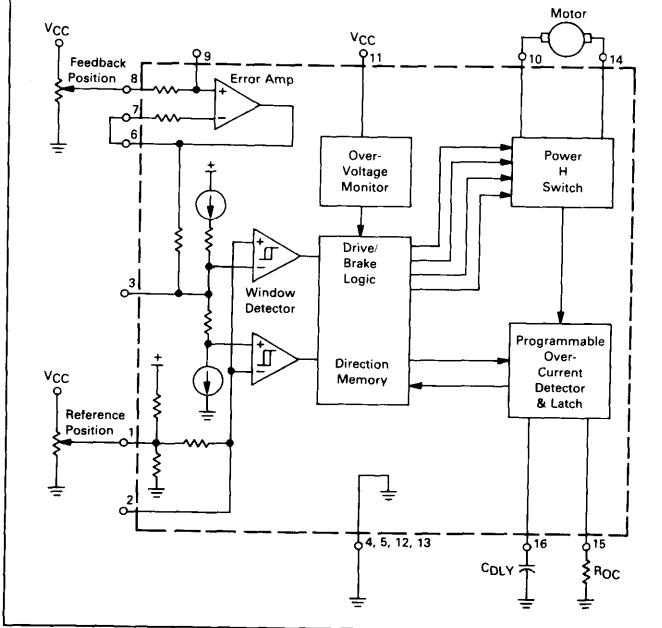 Motor
VCC
Feedback
Position
8
9
Error Amp
VCC
11
10
14
7
6
+
−
+
Over-
Voltage
Monitor
Power
H
Switch
+
−
Drive/
Brake
Logic
3
Window
Detector
+
−
Direction
Memory
Programmable
Over-
Current
Detector
& Latch
VCC
+
Reference
Position
1
2
4, 5, 12, 13
16
15
CDLY
ROC